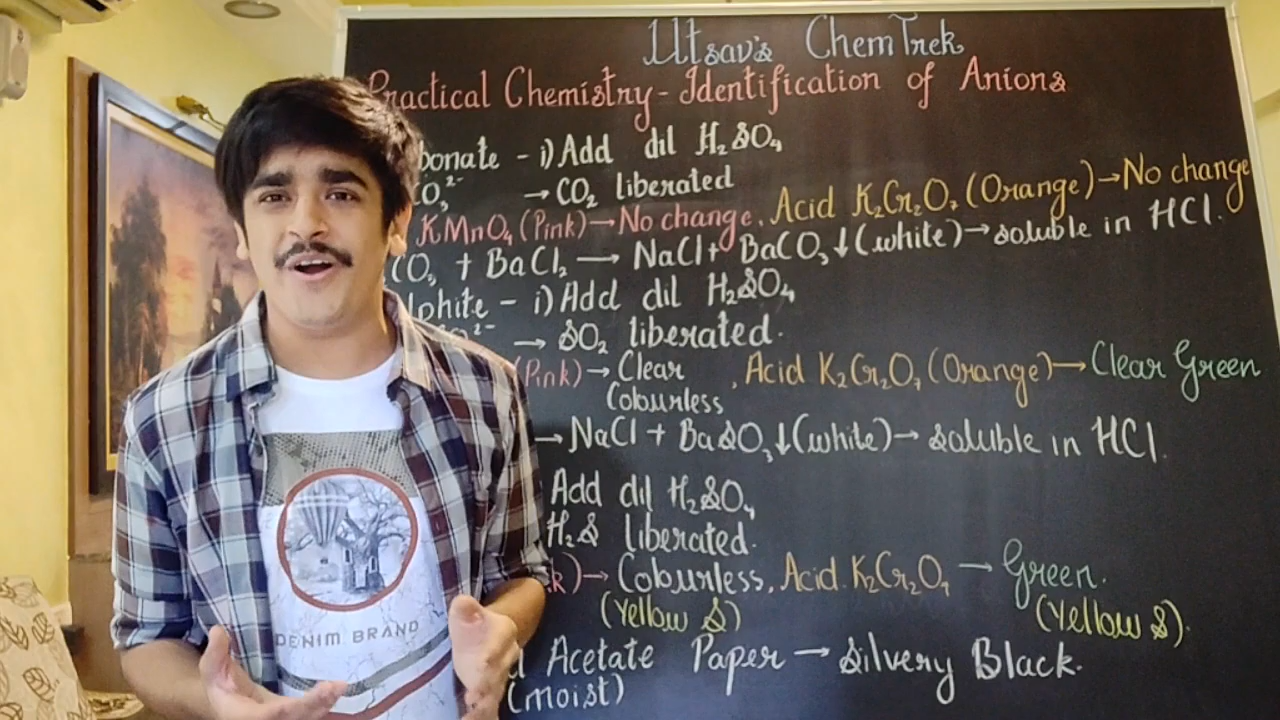 Utsav's ChemTrek
Practical Chemistry - Identification of Anions
bonate - i) Add dil H₂SO₄
CO₃²⁻ → CO₂ liberated
KMnO₄ (Pink) → No change, Acid K₂Cr₂O₇ (Orange) → No change
CO₃ + BaCl₂ → NaCl + BaCO₃↓ (white) → soluble in HCl.
lphite - i) Add dil H₂SO₄
²⁻ → SO₂ liberated.
(Pink) → Clear Colourless, Acid K₂Cr₂O₇ (Orange) → Clear Green
→ NaCl + BaSO₃↓ (white) → soluble in HCl.
Add dil H₂SO₄
H₂S liberated.
k) → Colourless, Acid K₂Cr₂O₇ → Green.
(Yellow S) (Yellow S).
Acetate Paper → Silvery Black.
(moist)
DENIM BRAND